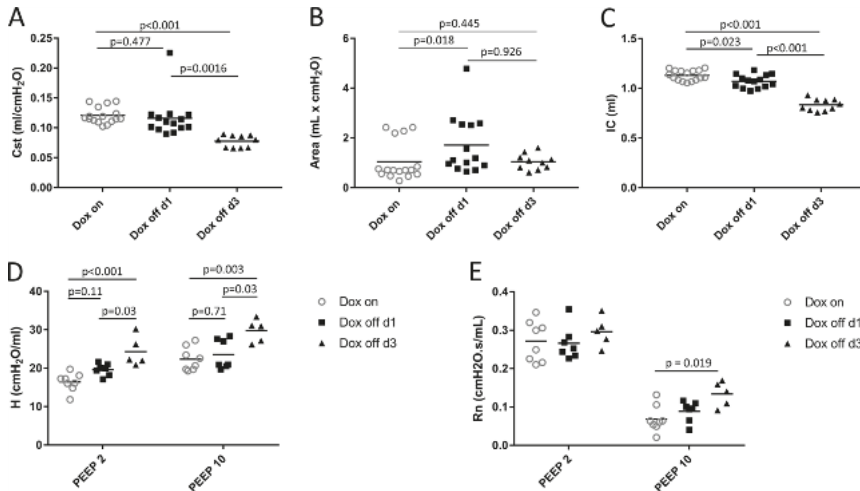 A
p<0.001
p=0.477
p=0.0016
0.25
0.20
0.15
0.10
0.05
0.00
Cst (ml/cmH2O)
Dox on
Dox off d1
Dox off d3
B
p=0.445
p=0.018
p=0.926
6
4
2
0
Area (mL x cmH2O)
Dox on
Dox off d1
Dox off d3
C
p<0.001
p=0.023
p<0.001
1.5
1.0
0.5
0.0
IC (ml)
Dox on
Dox off d1
Dox off d3
D
p<0.001
p=0.11
p=0.03
p=0.003
p=0.03
p=0.71
40
30
20
10
0
H (cmH2O/ml)
PEEP 2
PEEP 10
Dox on
Dox off d1
Dox off d3
E
p = 0.019
0.4
0.3
0.2
0.1
0.0
Rn (cmH2O.s/mL)
PEEP 2
PEEP 10
Dox on
Dox off d1
Dox off d3